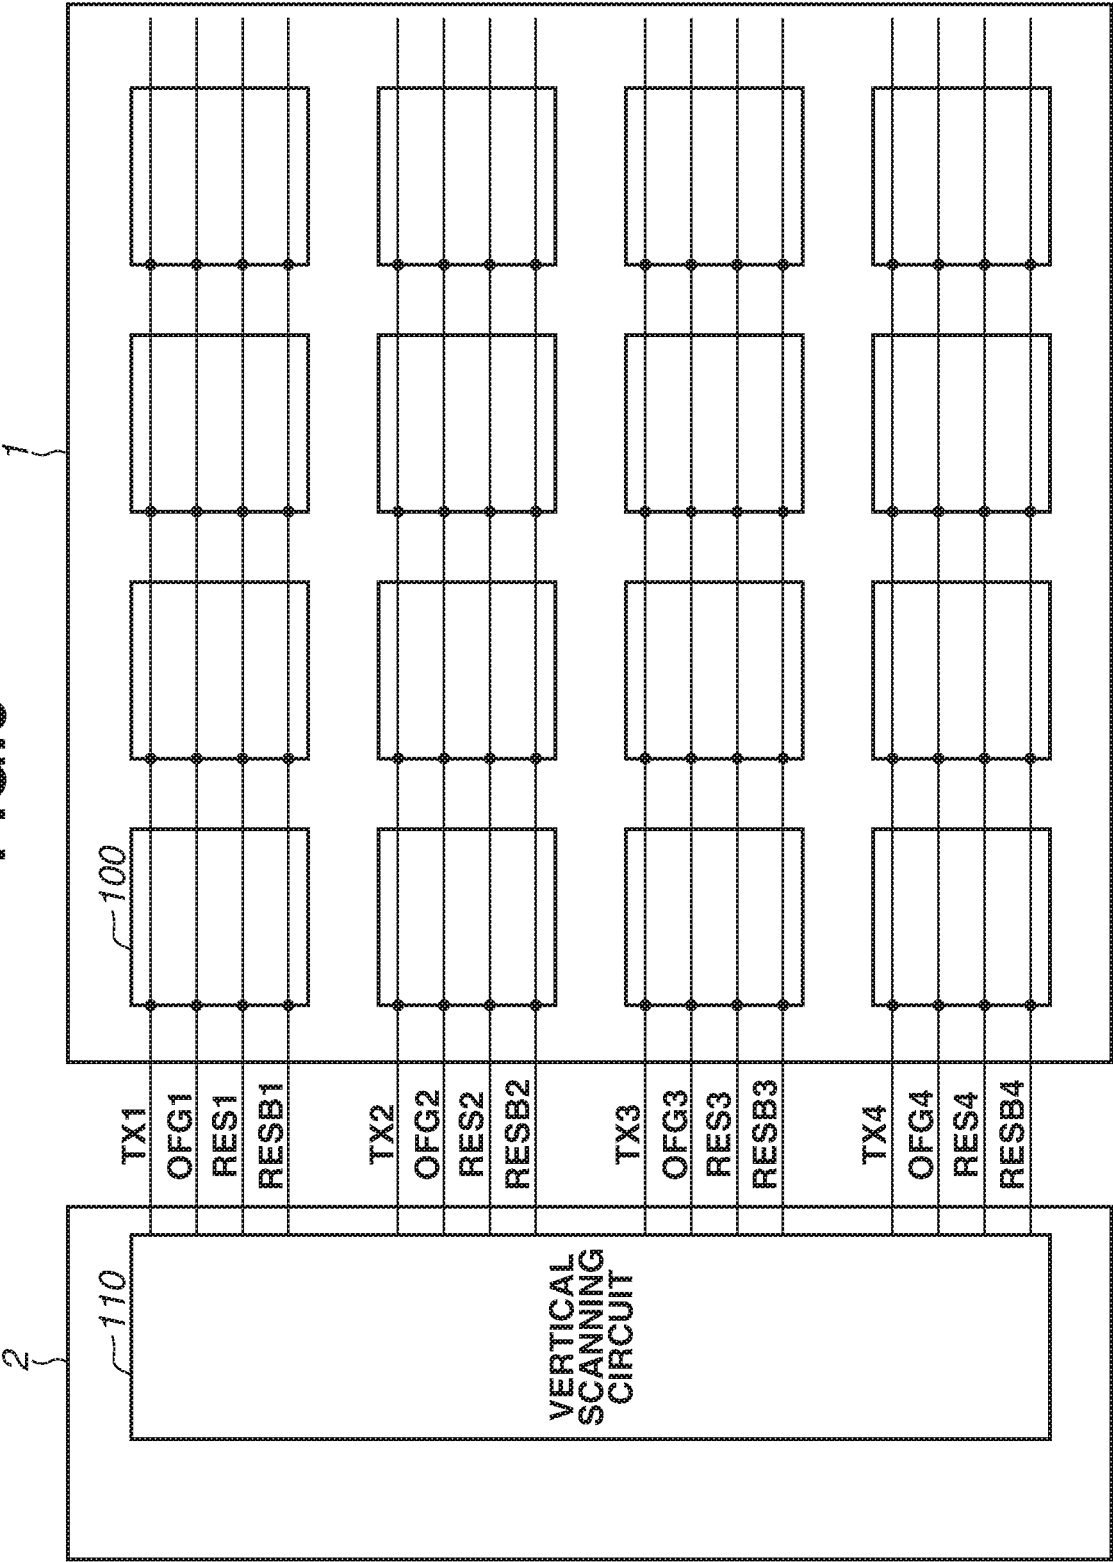 1
100
2
110
TX1
OFG1
RES1
RESB1
TX2
OFG2
RES2
RESB2
TX3
OFG3
RES3
RESB3
TX4
OFG4
RES4
RESB4
VERTICAL
SCANNING
CIRCUIT